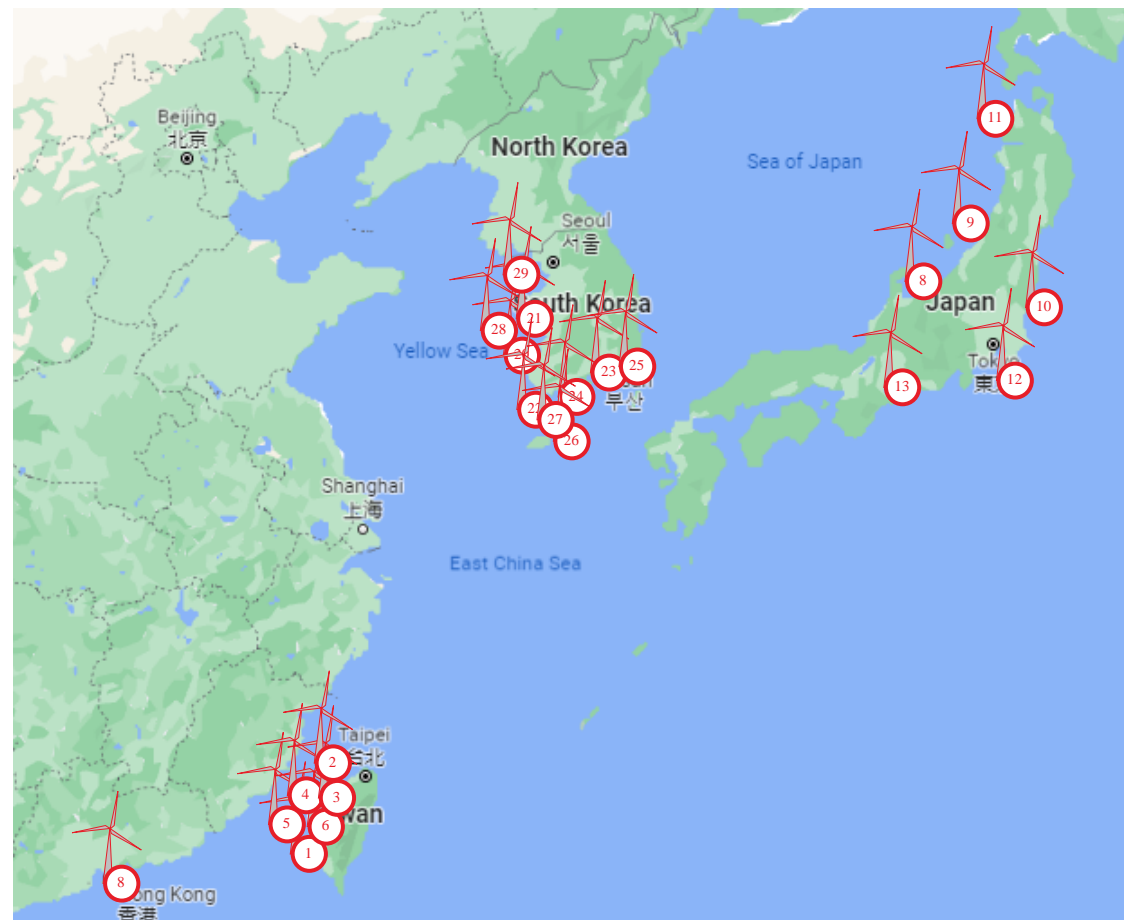 11
Beijing
北京
North Korea
Sea of Japan
Seoul
서울
9
29
8
South Korea
Japan
10
21
28
Yellow Sea
Tokyo
東
23
25
12
13
24
부산
22
27
26
Shanghai
上海
East China Sea
Taipei
台北
2
4
3
wan
5
6
1
8
ong Kong
香港